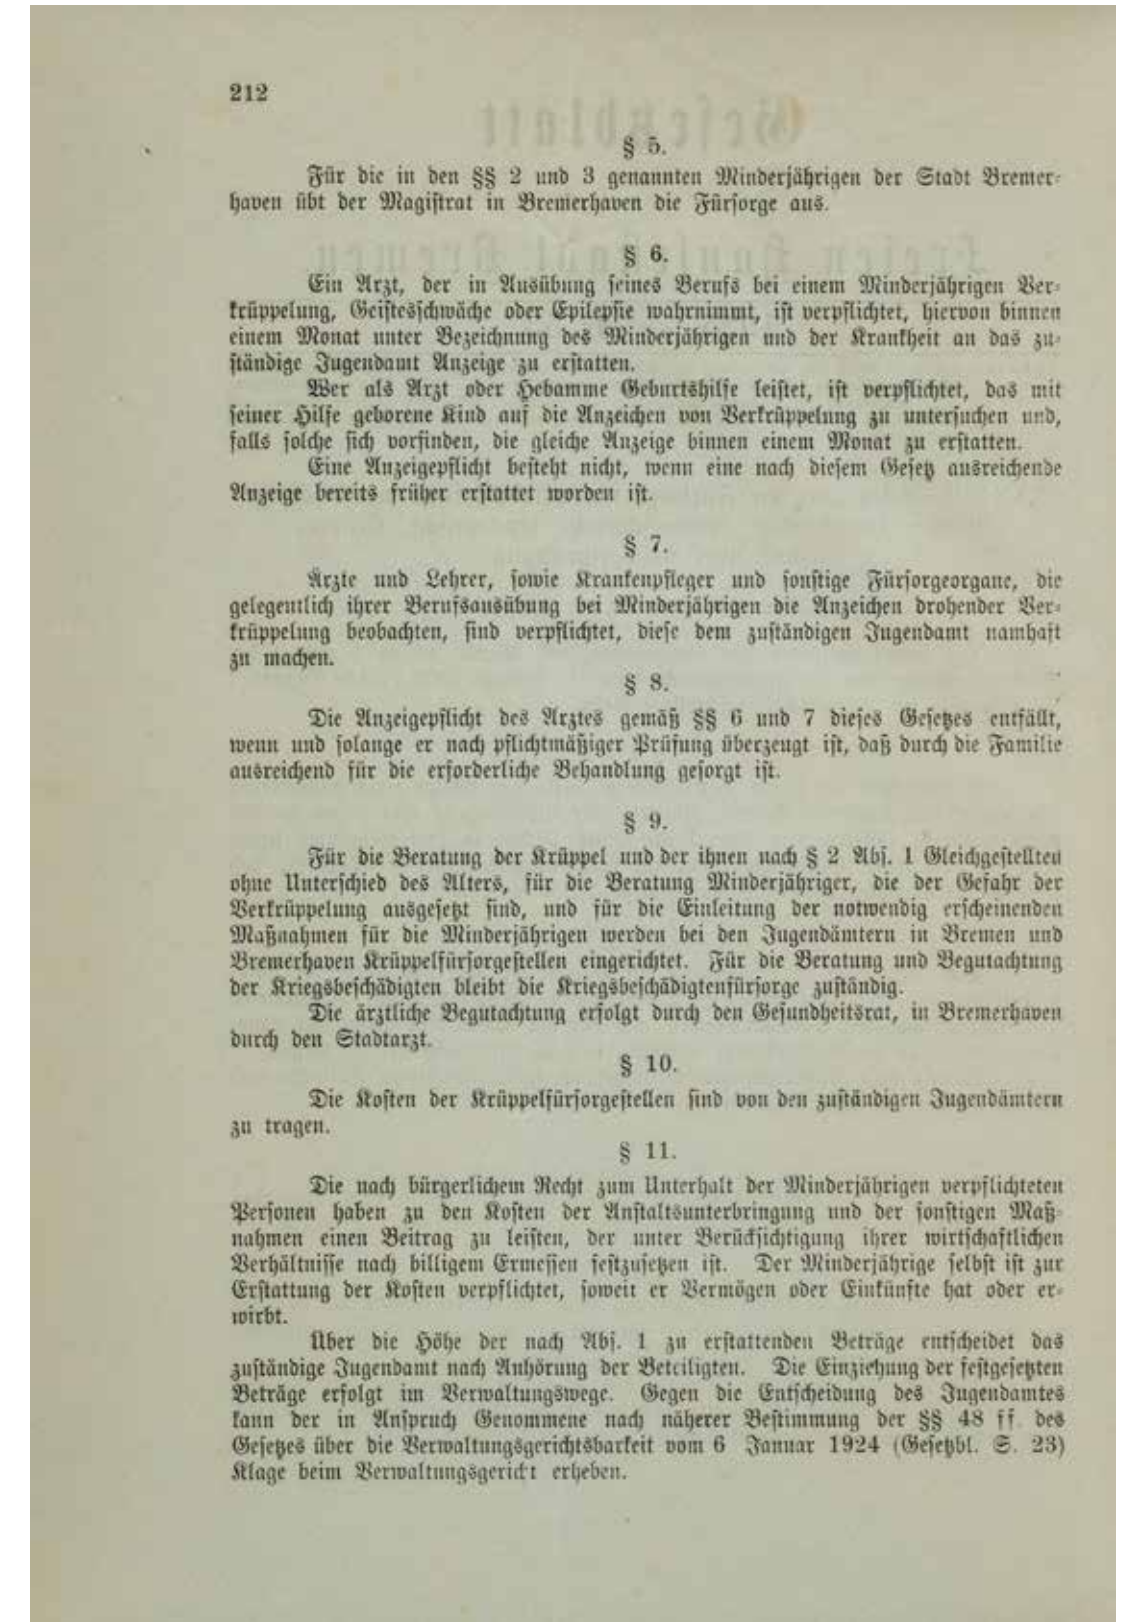 212
§ 5.
Für die in den §§ 2 und 3 genannten Minderjährigen der Stadt Bremer-
haven übt der Magistrat in Bremerhaven die Fürsorge aus.
§ 6.
Ein Arzt, der in Ausübung seines Berufs bei einem Minderjährigen Ver-
krüppelung, Geistesschwäche oder Epilepsie wahrnimmt, ist verpflichtet, hiervon binnen
einem Monat unter Bezeichnung des Minderjährigen und der Krankheit an das zu-
ständige Jugendamt Anzeige zu erstatten.
Wer als Arzt oder Hebamme Geburtshilfe leistet, ist verpflichtet, das mit
seiner Hilfe geborene Kind auf die Anzeichen von Verkrüppelung zu untersuchen und,
falls solche sich vorfinden, die gleiche Anzeige binnen einem Monat zu erstatten.
Eine Anzeigepflicht besteht nicht, wenn eine nach diesem Gesetz ausreichende
Anzeige bereits früher erstattet worden ist.
§ 7.
Ärzte und Lehrer, sowie Krankenpfleger und sonstige Fürsorgeorgane, die
gelegentlich ihrer Berufsausübung bei Minderjährigen die Anzeichen drohender Ver-
krüppelung beobachten, sind verpflichtet, diese dem zuständigen Jugendamt namhaft
zu machen.
§ 8.
Die Anzeigepflicht des Arztes gemäß §§ 6 und 7 dieses Gesetzes entfällt,
wenn und solange er nach pflichtmäßiger Prüfung überzeugt ist, daß durch die Familie
ausreichend für die erforderliche Behandlung gesorgt ist.
§ 9.
Für die Beratung der Krüppel und der ihnen nach § 2 Abs. 1 Gleichgestellten
ohne Unterschied des Alters, für die Beratung Minderjähriger, die der Gefahr der
Verkrüppelung ausgesetzt sind, und für die Einleitung der notwendig erscheinenden
Maßnahmen für die Minderjährigen werden bei den Jugendämtern in Bremen und
Bremerhaven Krüppelfürsorgestellen eingerichtet. Für die Beratung und Begutachtung
der Kriegsbeschädigten bleibt die Kriegsbeschädigtenfürsorge zuständig.
Die ärztliche Begutachtung erfolgt durch den Gesundheitsrat, in Bremerhaven
durch den Stadtarzt.
§ 10.
Die Kosten der Krüppelfürsorgestellen sind von den zuständigen Jugendämtern
zu tragen.
§ 11.
Die nach bürgerlichem Recht zum Unterhalt der Minderjährigen verpflichteten
Personen haben zu den Kosten der Anstaltsunterbringung und der sonstigen Maß-
nahmen einen Beitrag zu leisten, der unter Berücksichtigung ihrer wirtschaftlichen
Verhältnisse nach billigem Ermessen festzusetzen ist. Der Minderjährige selbst ist zur
Erstattung der Kosten verpflichtet, soweit er Vermögen oder Einkünfte hat oder er-
wirbt.
Über die Höhe der nach Abs. 1 zu erstattenden Beträge entscheidet das
zuständige Jugendamt nach Anhörung der Beteiligten. Die Einziehung der festgesetzten
Beträge erfolgt im Verwaltungswege. Gegen die Entscheidung des Jugendamtes
kann der in Anspruch Genommene nach näherer Bestimmung der §§ 48 ff. des
Gesetzes über die Verwaltungsgerichtsbarkeit vom 6 Januar 1924 (Gesetzbl. S. 23)
Klage beim Verwaltungsgericht erheben.